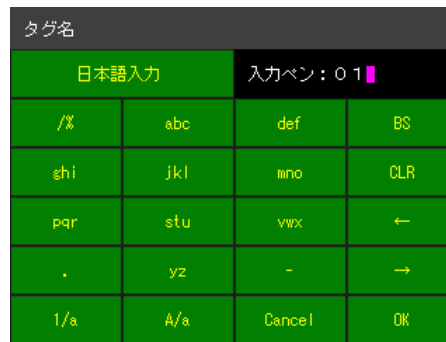 タグ名
日本語入力 入力ペン:０１
/% abc def BS
ghi jkl mno CLR
pqr stu vwx ←
. yz - →
1/a A/a Cancel OK